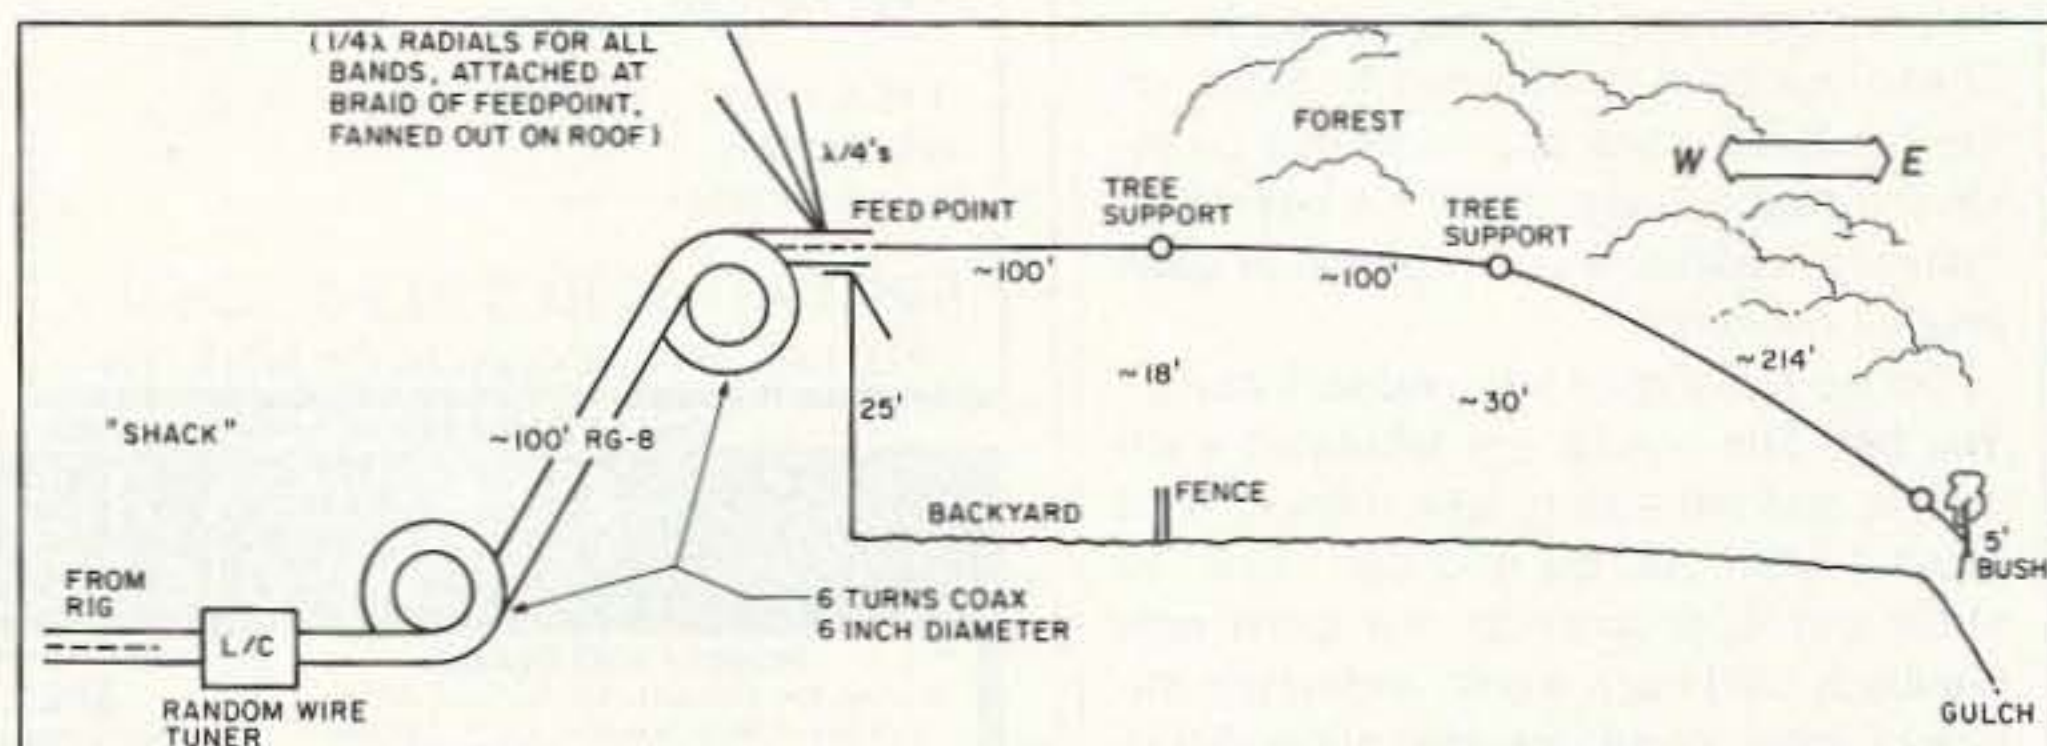 (1/4λ RADIALS FOR ALL
BANDS, ATTACHED AT
BRAID OF FEEDPOINT,
FANNED OUT ON ROOF)
λ/4's
FEED POINT
TREE
SUPPORT
FOREST
TREE
SUPPORT
W
E
~100'
~100'
~214'
~18'
~30'
25'
"SHACK"
~100' RG-8
FENCE
BACKYARD
5'
BUSH
FROM
RIG
L/C
6 TURNS COAX
6 INCH DIAMETER
RANDOM WIRE
TUNER
GULCH